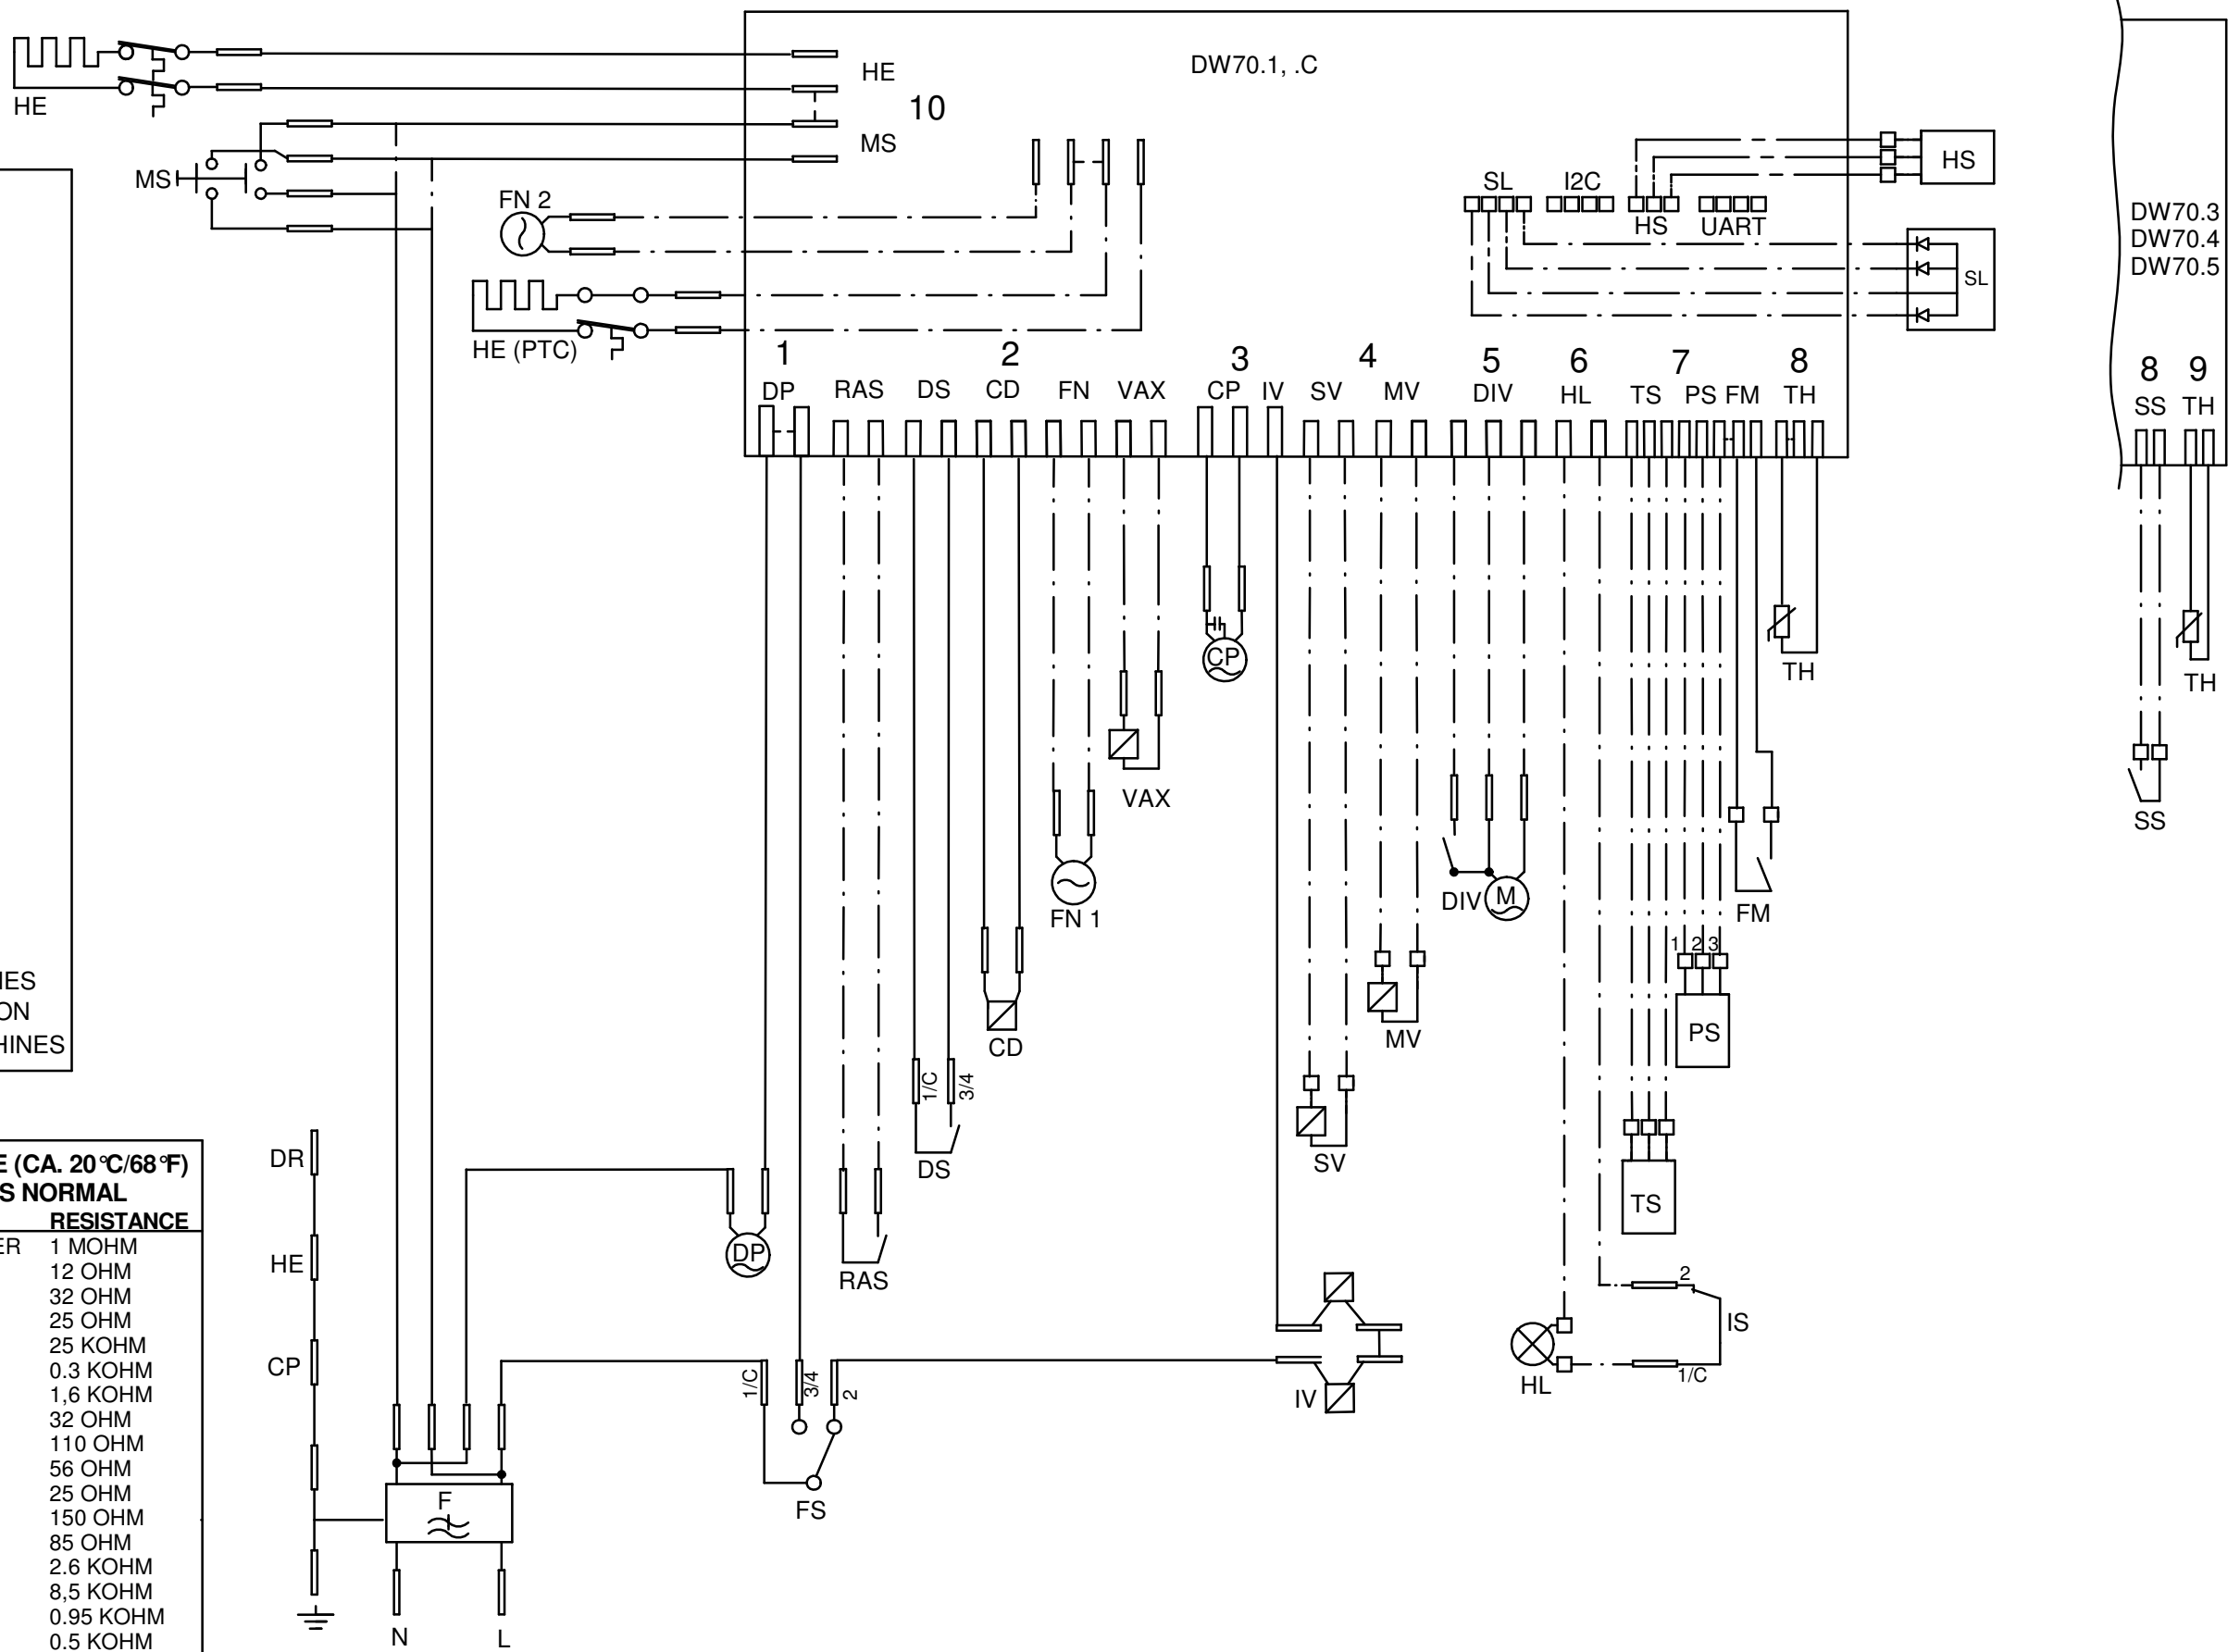 DW70.1, .C
HE
HE
10
MS
MS
HS
SL
I2C
HS
UART
SL
FN 2
HE (PTC)
DW70.3
DW70.4
DW70.5
1
2
3
4
5
6
7
8
DP
RAS
DS
CD
FN
VAX
CP
IV
SV
MV
DIV
HL
TS
PS
FM
TH
8
9
SS
TH
CP
TH
TH
VAX
SS
DIV
M
FN 1
FM
1
2
3
PS
MV
CD
1/C
3/4
DS
SV
TS
DP
RAS
2
IS
1/C
HL
IV
1/C
3/4
2
FS
DR
HE
CP
F
N
L
IES
ON
HINES
E (CA. 20°C/68°F)
S NORMAL
RESISTANCE
ER 1 MOHM
12 OHM
32 OHM
25 OHM
25 KOHM
0.3 KOHM
1,6 KOHM
32 OHM
110 OHM
56 OHM
25 OHM
150 OHM
85 OHM
2.6 KOHM
8,5 KOHM
0.95 KOHM
0.5 KOHM